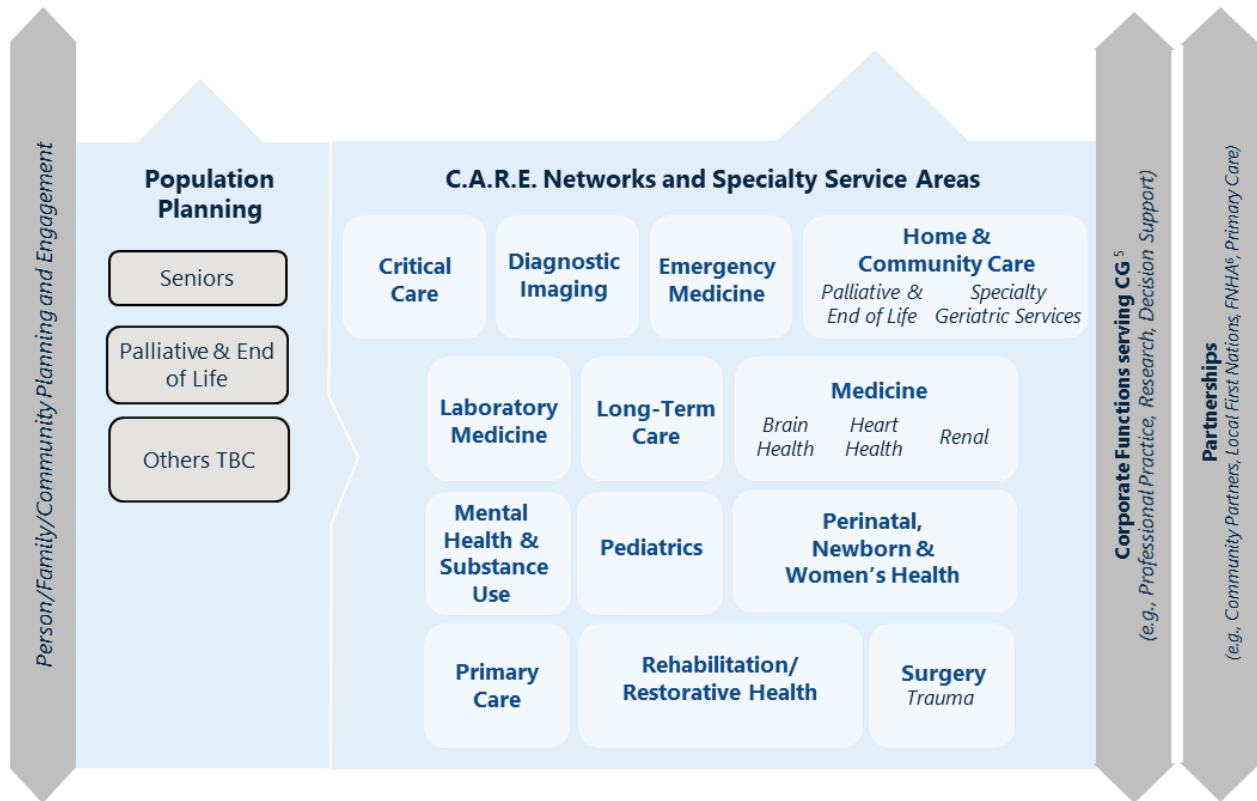 Person/Family/Community Planning and Engagement
Population
Planning
Seniors
Palliative & End
of Life
Others TBC
C.A.R.E. Networks and Specialty Service Areas
Critical
Care
Diagnostic
Imaging
Emergency
Medicine
Home &
Community Care
Palliative &
End of Life
Specialty
Geriatric Services
Laboratory
Medicine
Long-Term
Care
Medicine
Brain
Health
Heart
Health
Renal
Mental
Health &
Substance
Use
Pediatrics
Perinatal,
Newborn &
Women's Health
Primary
Care
Rehabilitation/
Restorative Health
Surgery
Trauma
Corporate Functions serving CG ⁵
(e.g., Professional Practice, Research, Decision Support)
Partnerships
(e.g., Community Partners, Local First Nations, FNHA⁶, Primary Care)